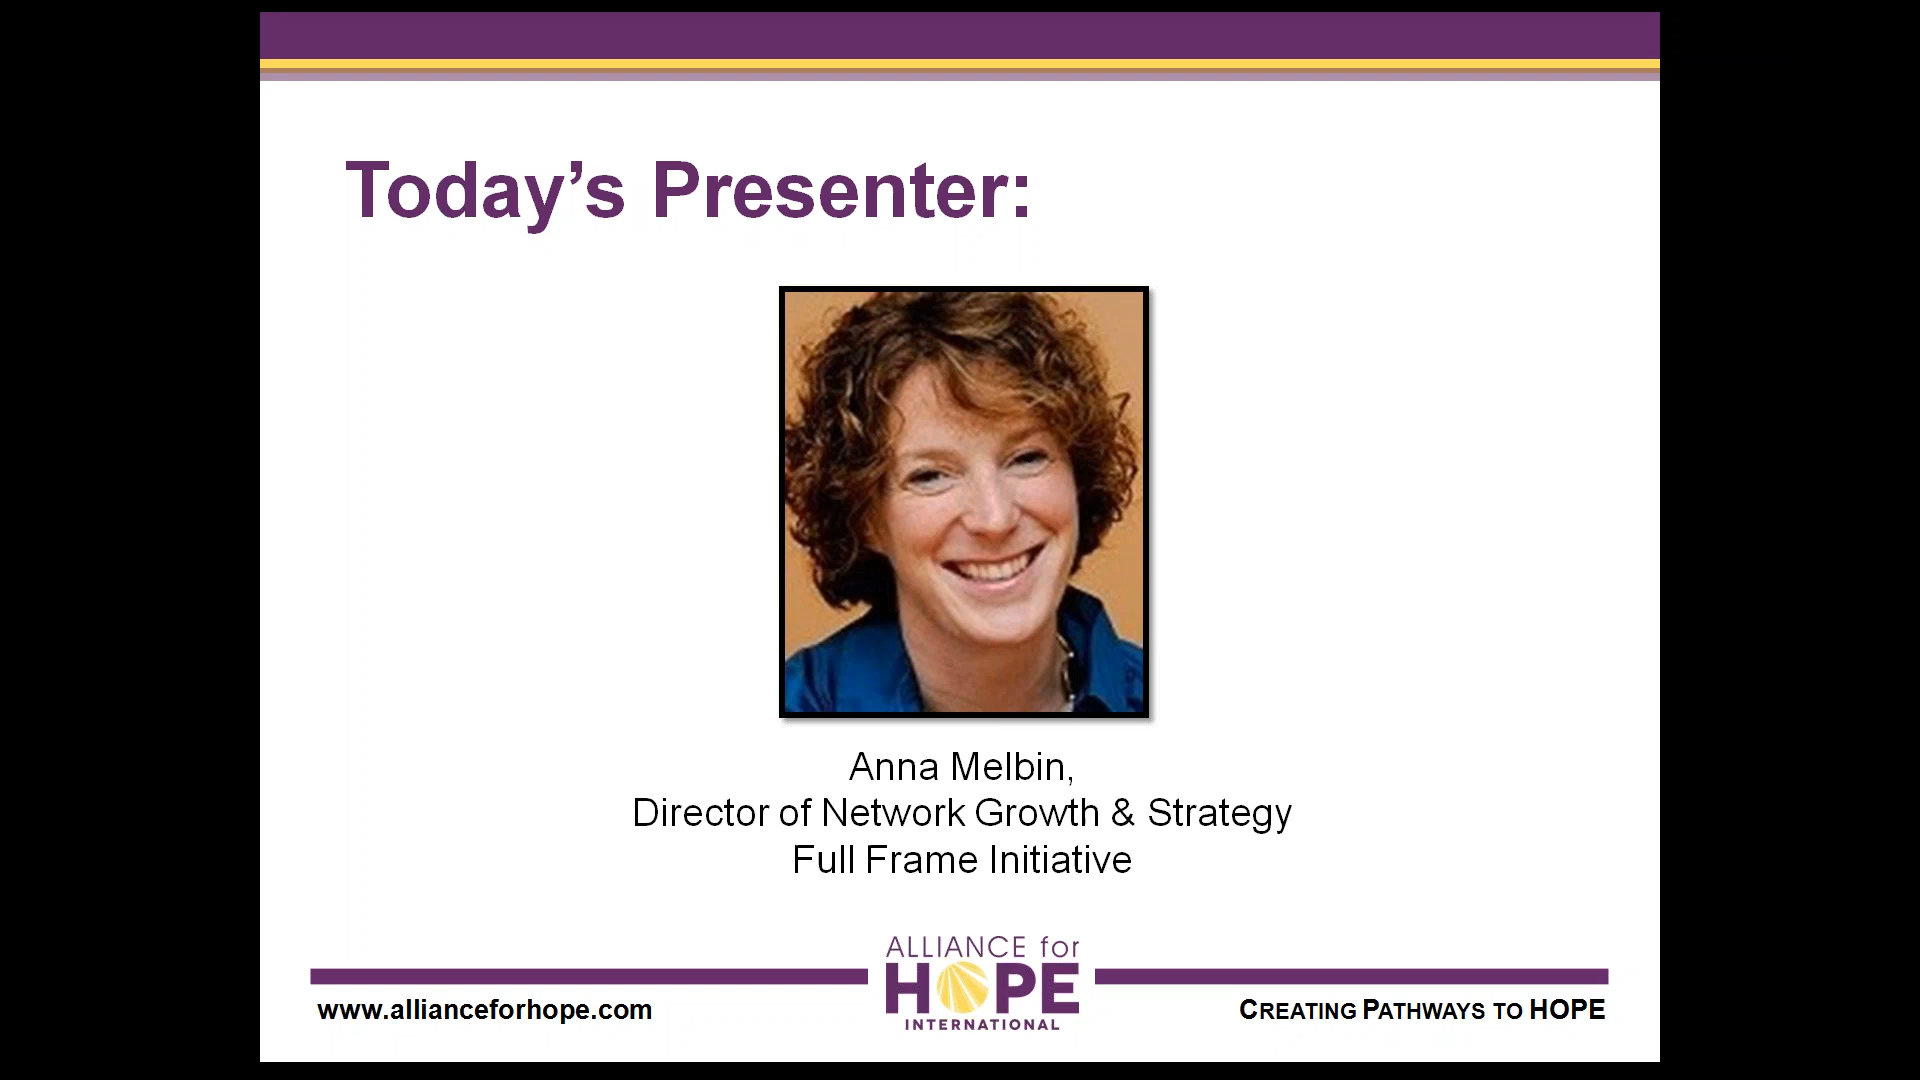 Today’s Presenter:
Anna Melbin,
Director of Network Growth & Strategy
Full Frame Initiative
ALLIANCE for
HOPE
INTERNATIONAL
www.allianceforhope.com
CREATING PATHWAYS TO HOPE